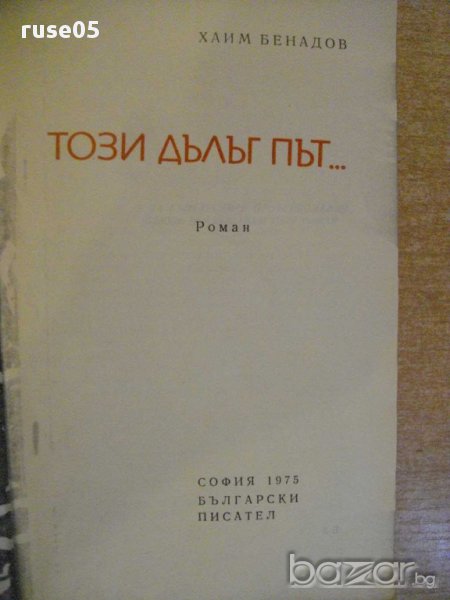 ruse05
ХАИМ БЕНАДОВ
ТОЗИ ДЪЛЪГ ПЪТ...
Роман
СОФИЯ 1975
БЪЛГАРСКИ
ПИСАТЕЛ
bazar.bg